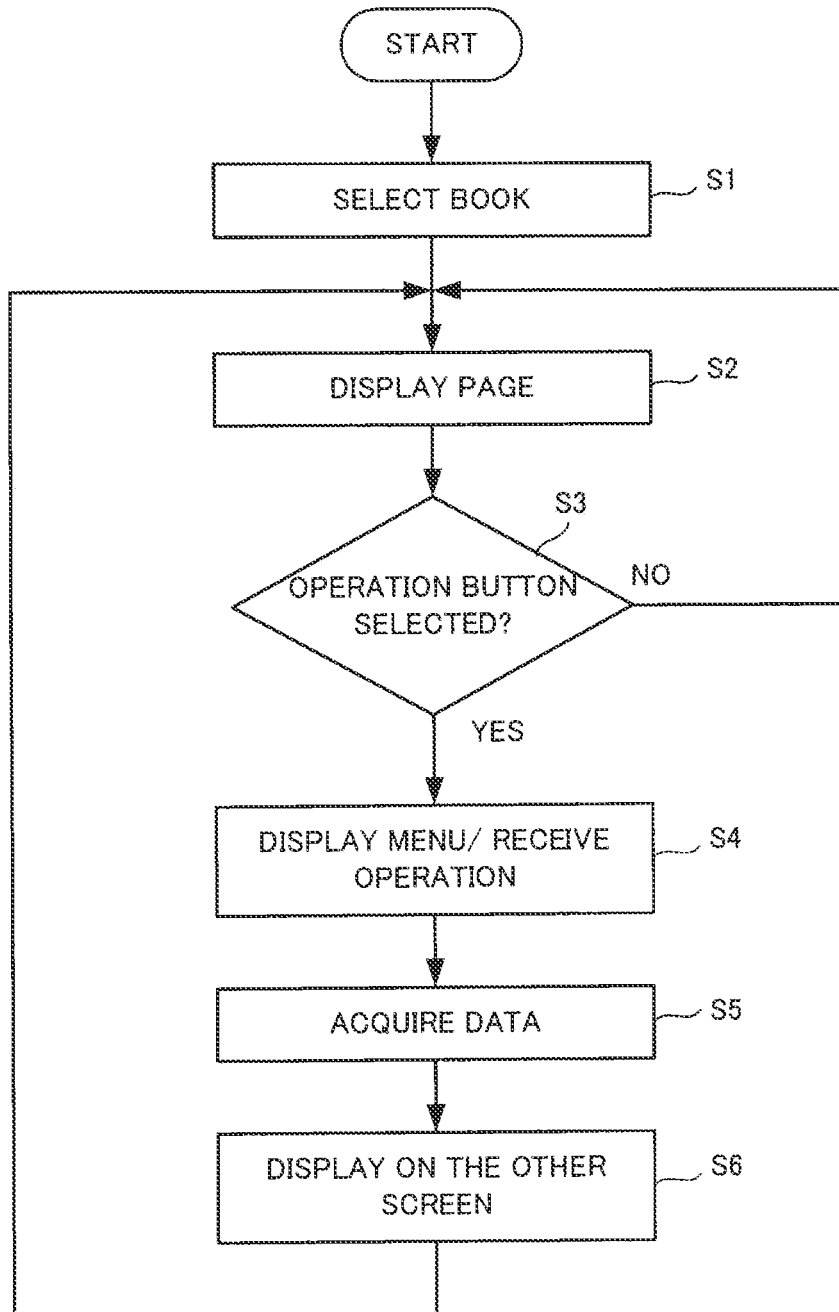 START
SELECT BOOK
S1
DISPLAY PAGE
S2
S3
OPERATION BUTTON
SELECTED?
NO
YES
DISPLAY MENU/ RECEIVE
OPERATION
S4
ACQUIRE DATA
S5
DISPLAY ON THE OTHER
SCREEN
S6